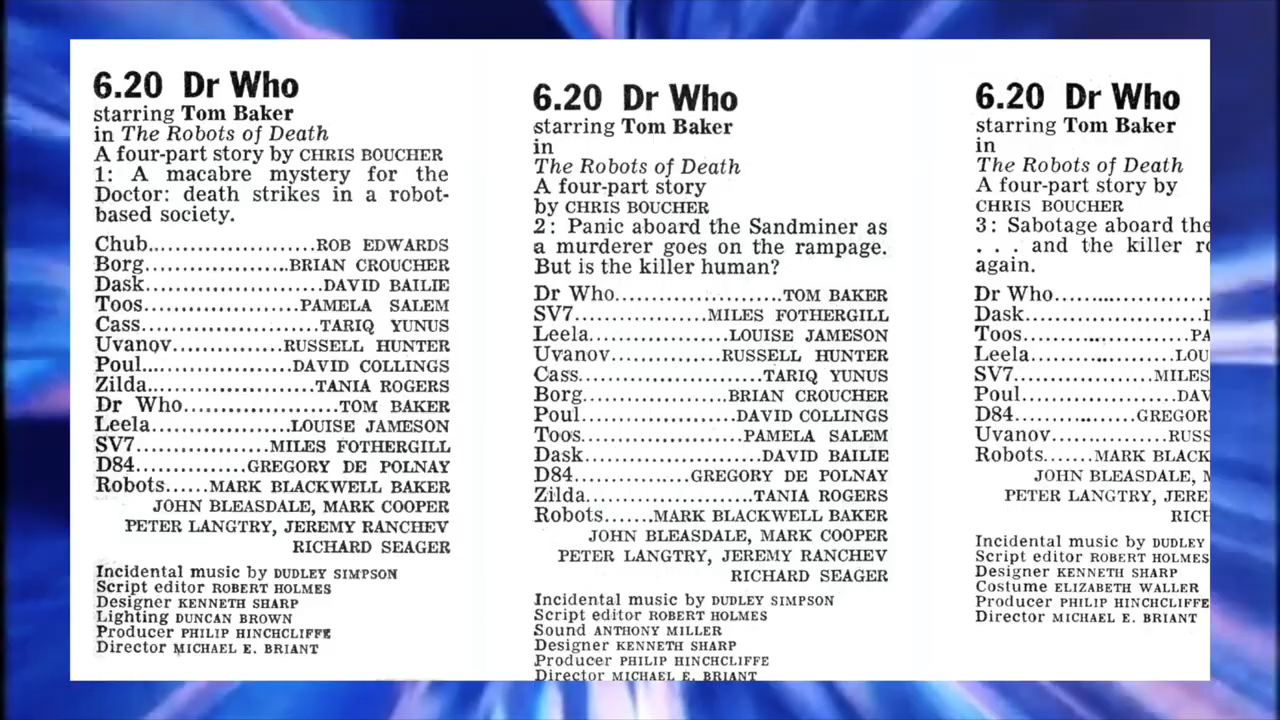 6.20 Dr Who
starring Tom Baker
in The Robots of Death
A four-part story by CHRIS BOUCHER
1: A macabre mystery for the
Doctor: death strikes in a robot-
based society.
Chub......................ROB EDWARDS
Borg....................BRIAN CROUCHER
Dask.........................DAVID BAILIE
Toos......................PAMELA SALEM
Cass.........................TARIQ YUNUS
Uvanov................RUSSELL HUNTER
Poul.....................DAVID COLLINGS
Zilda........................TANIA ROGERS
Dr Who......................TOM BAKER
Leela....................LOUISE JAMESON
SV7.................MILES FOTHERGILL
D84...............GREGORY DE POLNAY
Robots......MARK BLACKWELL BAKER
JOHN BLEASDALE, MARK COOPER
PETER LANGTRY, JEREMY RANCHEV
RICHARD SEAGER
Incidental music by DUDLEY SIMPSON
Script editor ROBERT HOLMES
Designer KENNETH SHARP
Lighting DUNCAN BROWN
Producer PHILIP HINCHCLIFFE
Director MICHAEL E. BRIANT
6.20 Dr Who
starring Tom Baker
in
The Robots of Death
A four-part story
by CHRIS BOUCHER
2: Panic aboard the Sandminer as
a murderer goes on the rampage.
But is the killer human?
Dr Who......................TOM BAKER
SV7.................MILES FOTHERGILL
Leela....................LOUISE JAMESON
Uvanov................RUSSELL HUNTER
Cass.........................TARIQ YUNUS
Borg....................BRIAN CROUCHER
Poul.....................DAVID COLLINGS
Toos......................PAMELA SALEM
Dask.........................DAVID BAILIE
D84...............GREGORY DE POLNAY
Zilda........................TANIA ROGERS
Robots.......MARK BLACKWELL BAKER
JOHN BLEASDALE, MARK COOPER
PETER LANGTRY, JEREMY RANCHEV
RICHARD SEAGER
Incidental music by DUDLEY SIMPSON
Script editor ROBERT HOLMES
Sound ANTHONY MILLER
Designer KENNETH SHARP
Producer PHILIP HINCHCLIFFE
Director MICHAEL E. BRIANT
6.20 Dr Who
starring Tom Baker
in
The Robots of Death
A four-part story by
CHRIS BOUCHER
3: Sabotage aboard the
. . . and the killer
again.
Dr Who......................
Dask.......................
Toos......................PA
Leela....................LOU
SV7.................MILES
Poul.....................DAV
D84...............GREGOR
Uvanov................RUSS
Robots......MARK BLACK
JOHN BLEASDALE,
PETER LANGTRY, JERE
RICH
Incidental music by DUDLEY
Script editor ROBERT HOLMES
Designer KENNETH SHARP
Costume ELIZABETH WALLER
Producer PHILIP HINCHCLIFFE
Director MICHAEL E. BRIANT